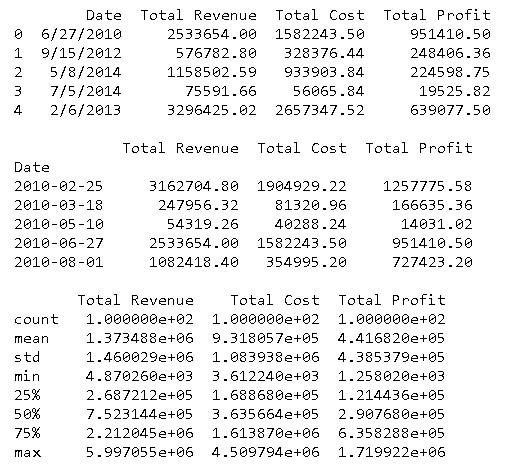 Date Total Revenue Total Cost Total Profit
0 6/27/2010 2533654.00 1582243.50 951410.50
1 9/15/2012 576782.80 328376.44 248406.36
2 5/8/2014 1158502.59 933903.84 224598.75
3 7/5/2014 75591.66 56065.84 19525.82
4 2/6/2013 3296425.02 2657347.52 639077.50
Total Revenue Total Cost Total Profit
Date
2010-02-25 3162704.80 1904929.22 1257775.58
2010-03-18 247956.32 81320.96 166635.36
2010-05-10 54319.26 40288.24 14031.02
2010-06-27 2533654.00 1582243.50 951410.50
2010-08-01 1082418.40 354995.20 727423.20
Total Revenue Total Cost Total Profit
count 1.000000e+02 1.000000e+02 1.000000e+02
mean 1.373488e+06 9.318057e+05 4.416820e+05
std 1.460029e+06 1.083938e+06 4.385379e+05
min 4.870260e+03 3.612240e+03 1.258020e+03
25% 2.687212e+05 1.688680e+05 1.214436e+05
50% 7.523144e+05 3.635664e+05 2.907680e+05
75% 2.212045e+06 1.613870e+06 6.358288e+05
max 5.997055e+06 4.509794e+06 1.719922e+06